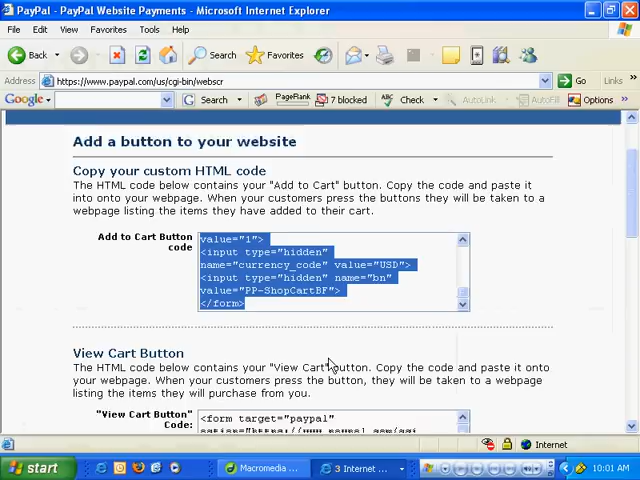 PayPal - PayPal Website Payments - Microsoft Internet Explorer
File Edit View Favorites Tools Help
Back Search Favorites
Address https://www.paypal.com/us/cgi-bin/webscr Go Links »
Google Search PageRank 7 blocked Check AutoLink AutoFill Options
Add a button to your website
Copy your custom HTML code
The HTML code below contains your "Add to Cart" button. Copy the code and paste it
into onto your webpage. When your customers press the buttons they will be taken to a
webpage listing the items they have added to their cart.
Add to Cart Button
code
value="1">
<input type="hidden"
name="currency_code" value="USD">
<input type="hidden" name="bn"
value="PP-ShopCartBF">
</form>
View Cart Button
The HTML code below contains your "View Cart" button. Copy the code and paste it onto
your webpage. When your customers press the button, they will be taken to a webpage
listing the items they will purchase from you.
"View Cart Button"
Code:
<form target="paypal"
Internet
start Macromedia ... 3 Internet ... 10:01 AM